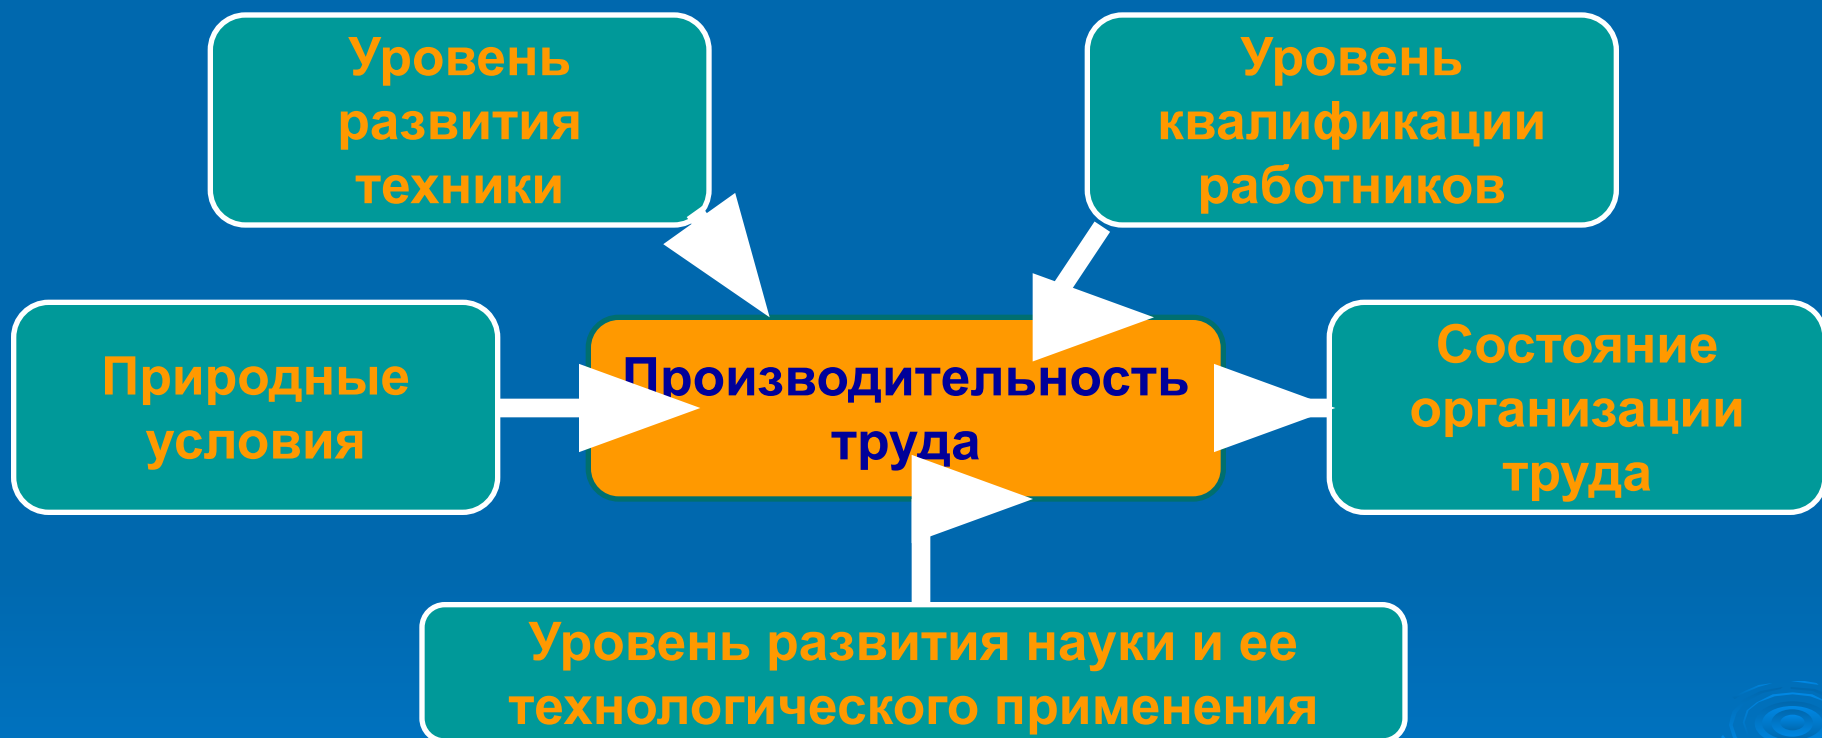 Уровень
развития
техники
Уровень
квалификации
работников
Природные
условия
Производительность
труда
Состояние
организации
труда
Уровень развития науки и ее
технологического применения